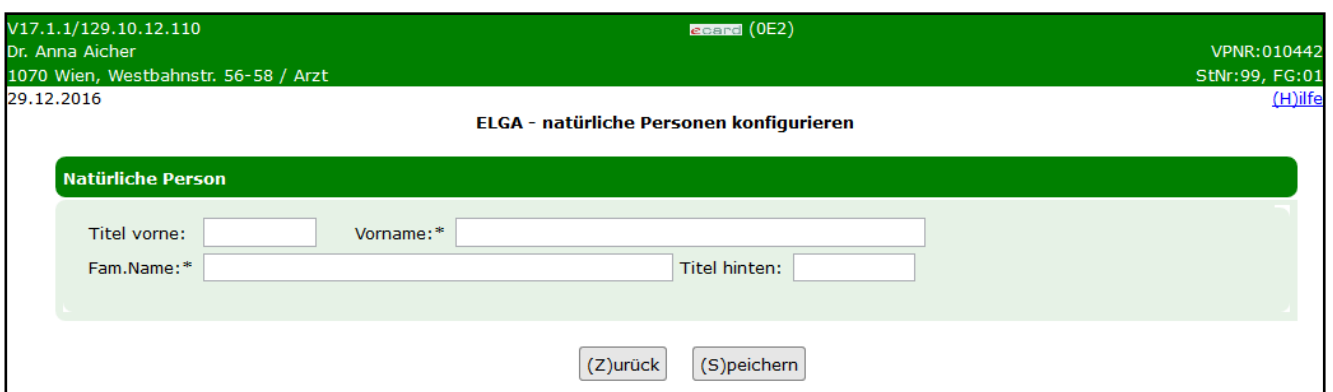 V17.1.1/129.10.12.110 ecard (0E2)
Dr. Anna Aicher VPNR:010442
1070 Wien, Westbahnstr. 56-58 / Arzt StNr:99, FG:01
29.12.2016 (H)ilfe
ELGA - natürliche Personen konfigurieren
Natürliche Person
Titel vorne: Vorname:*
Fam.Name:* Titel hinten:
(Z)urück (S)peichern